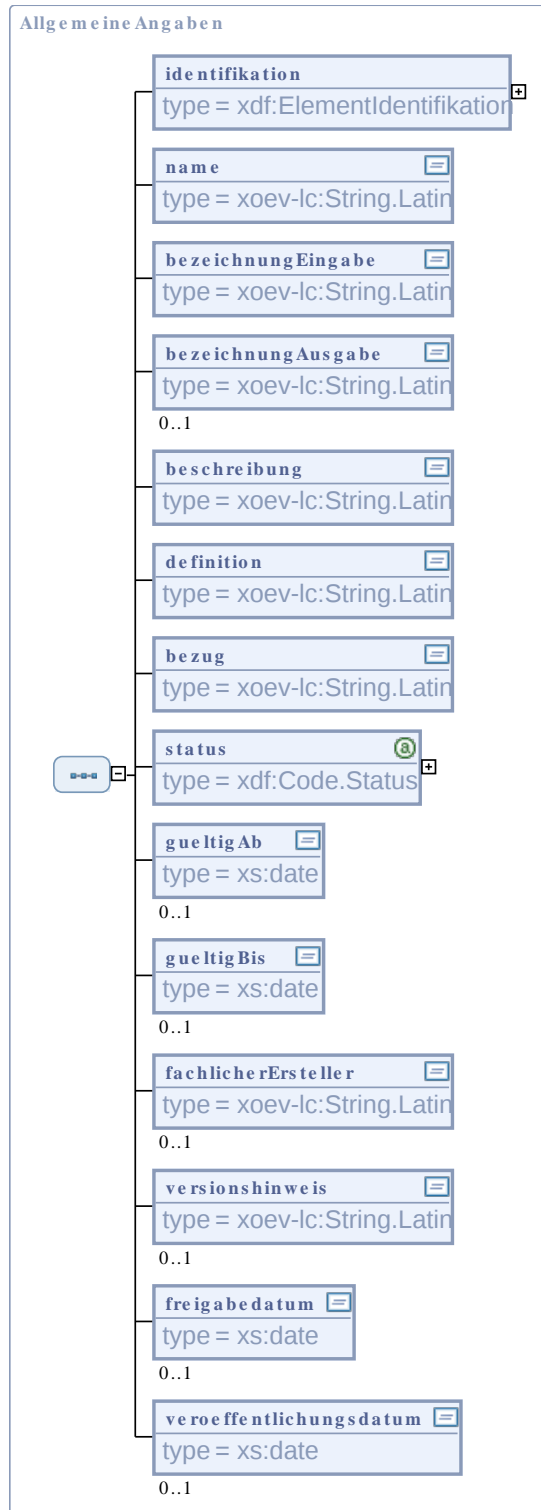 AllgemeineAngaben
identifikation
type = xdf:ElementIdentifikation
name
type = xoev-lc:String.Latin
bezeichnungEingabe
type = xoev-lc:String.Latin
bezeichnungAusgabe
type = xoev-lc:String.Latin
0..1
beschreibung
type = xoev-lc:String.Latin
definition
type = xoev-lc:String.Latin
bezug
type = xoev-lc:String.Latin
status
a
type = xdf:Code.Status
gueltigAb
type = xs:date
0..1
gueltigBis
type = xs:date
0..1
fachlicherErsteller
type = xoev-lc:String.Latin
0..1
versionshinweis
type = xoev-lc:String.Latin
0..1
freigabedatum
type = xs:date
0..1
veroeffentlichungsdatum
type = xs:date
0..1